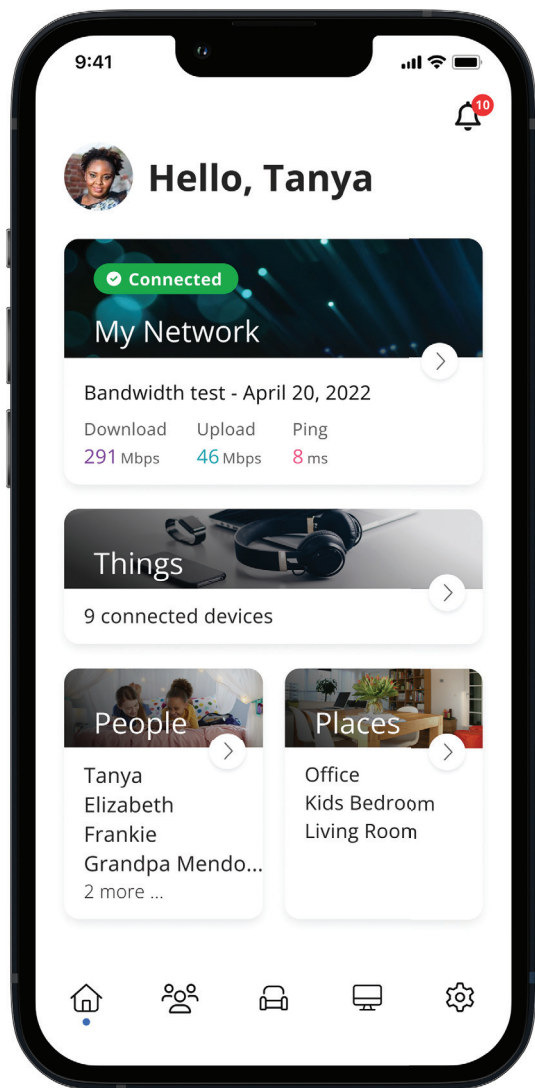 9:41
10
Hello, Tanya
Connected
My Network
Bandwidth test - April 20, 2022
Download Upload Ping
291 Mbps 46 Mbps 8 ms
Things
9 connected devices
People
Tanya
Elizabeth
Frankie
Grandpa Mendo...
2 more ...
Places
Office
Kids Bedroom
Living Room